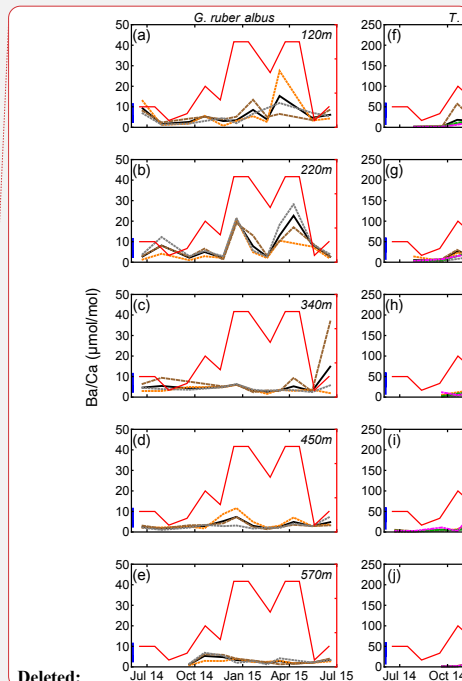 G. ruber albus T.
(a) 120m (f)
50 40 30 20 10 0
250 200 150 100 50 0
(b) 220m (g)
50 40 30 20 10 0
250 200 150 100 50 0
Ba/Ca (μmol/mol)
(c) 340m (h)
50 40 30 20 10 0
250 200 150 100 50 0
(d) 450m (i)
50 40 30 20 10 0
250 200 150 100 50 0
(e) 570m (j)
50 40 30 20 10 0
250 200 150 100 50 0
Deleted:
Jul 14 Oct 14 Jan 15 Apr 15 Jul 15 Jul 14 Oct